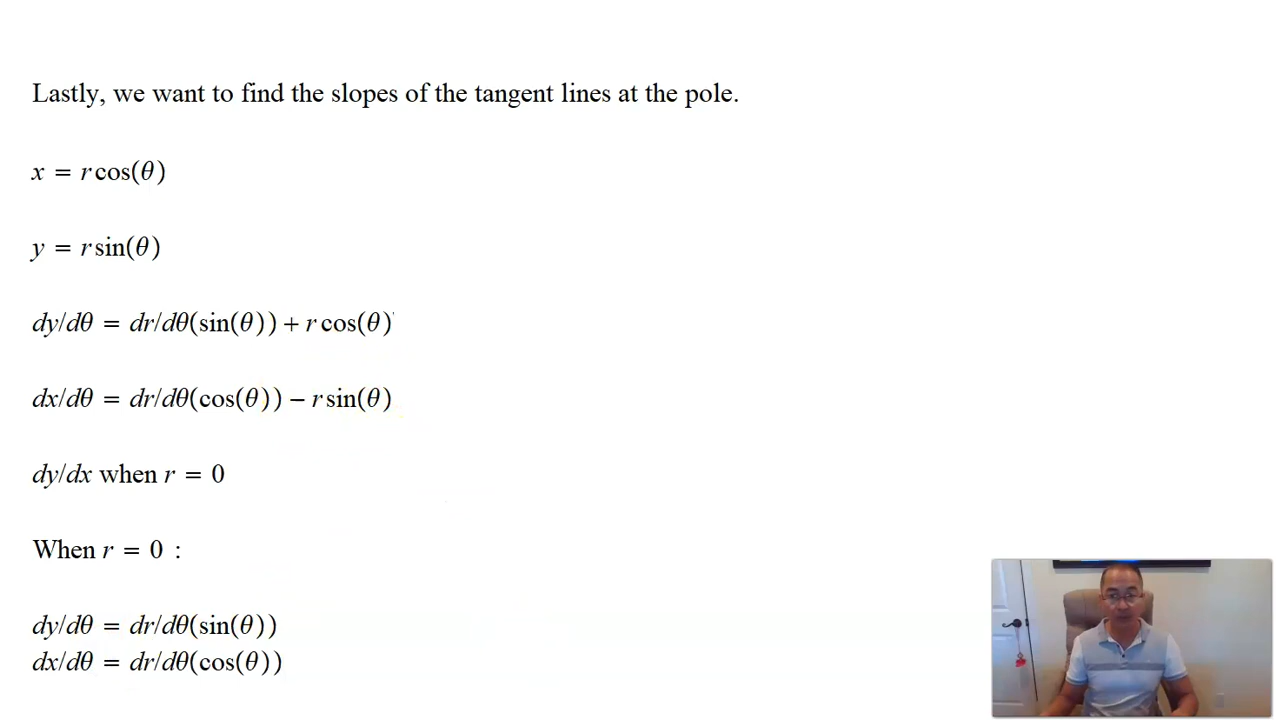 Lastly, we want to find the slopes of the tangent lines at the pole.
x = r cos(θ)
y = r sin(θ)
dy/dθ = dr/dθ(sin(θ)) + r cos(θ)
dx/dθ = dr/dθ(cos(θ)) − r sin(θ)
dy/dx when r = 0
When r = 0 :
dy/dθ = dr/dθ(sin(θ))
dx/dθ = dr/dθ(cos(θ))